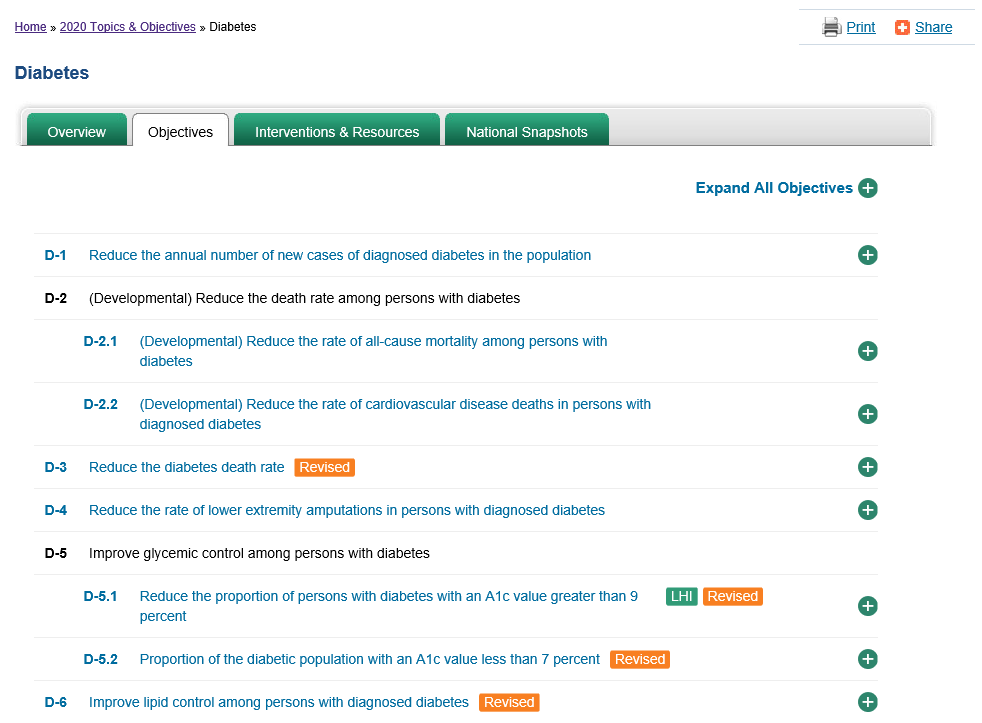 Home » 2020 Topics & Objectives » Diabetes
Print Share
Diabetes
Overview Objectives Interventions & Resources National Snapshots
Expand All Objectives
D-1 Reduce the annual number of new cases of diagnosed diabetes in the population
D-2 (Developmental) Reduce the death rate among persons with diabetes
D-2.1 (Developmental) Reduce the rate of all-cause mortality among persons with
diabetes
D-2.2 (Developmental) Reduce the rate of cardiovascular disease deaths in persons with
diagnosed diabetes
D-3 Reduce the diabetes death rate Revised
D-4 Reduce the rate of lower extremity amputations in persons with diagnosed diabetes
D-5 Improve glycemic control among persons with diabetes
D-5.1 Reduce the proportion of persons with diabetes with an A1c value greater than 9 LHI Revised
percent
D-5.2 Proportion of the diabetic population with an A1c value less than 7 percent Revised
D-6 Improve lipid control among persons with diagnosed diabetes Revised